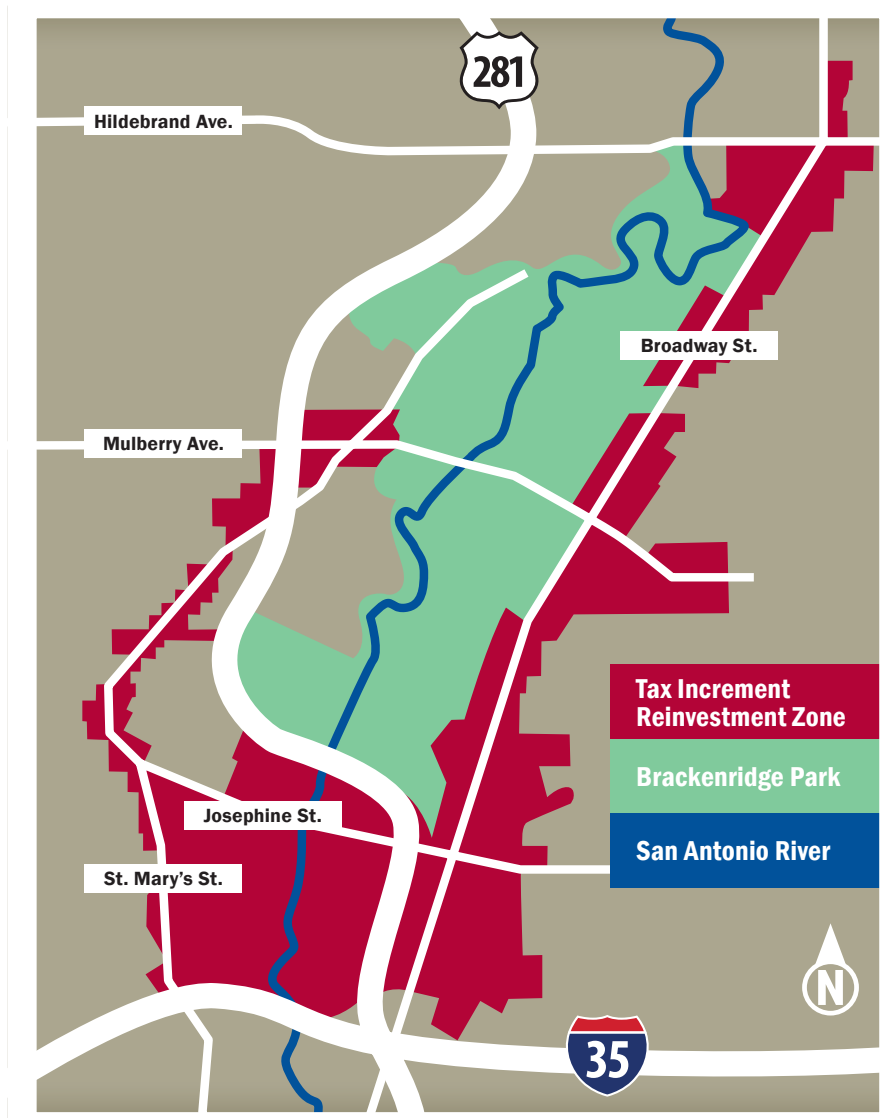 281
Hildebrand Ave.
Broadway St.
Mulberry Ave.
Tax Increment
Reinvestment Zone
Brackenridge Park
Josephine St.
San Antonio River
St. Mary’s St.
N
35